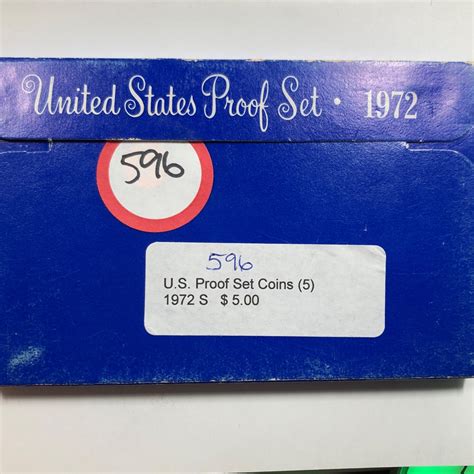 United States Proof Set · 1972
596
596
U.S. Proof Set Coins (5)
1972 S $ 5.00